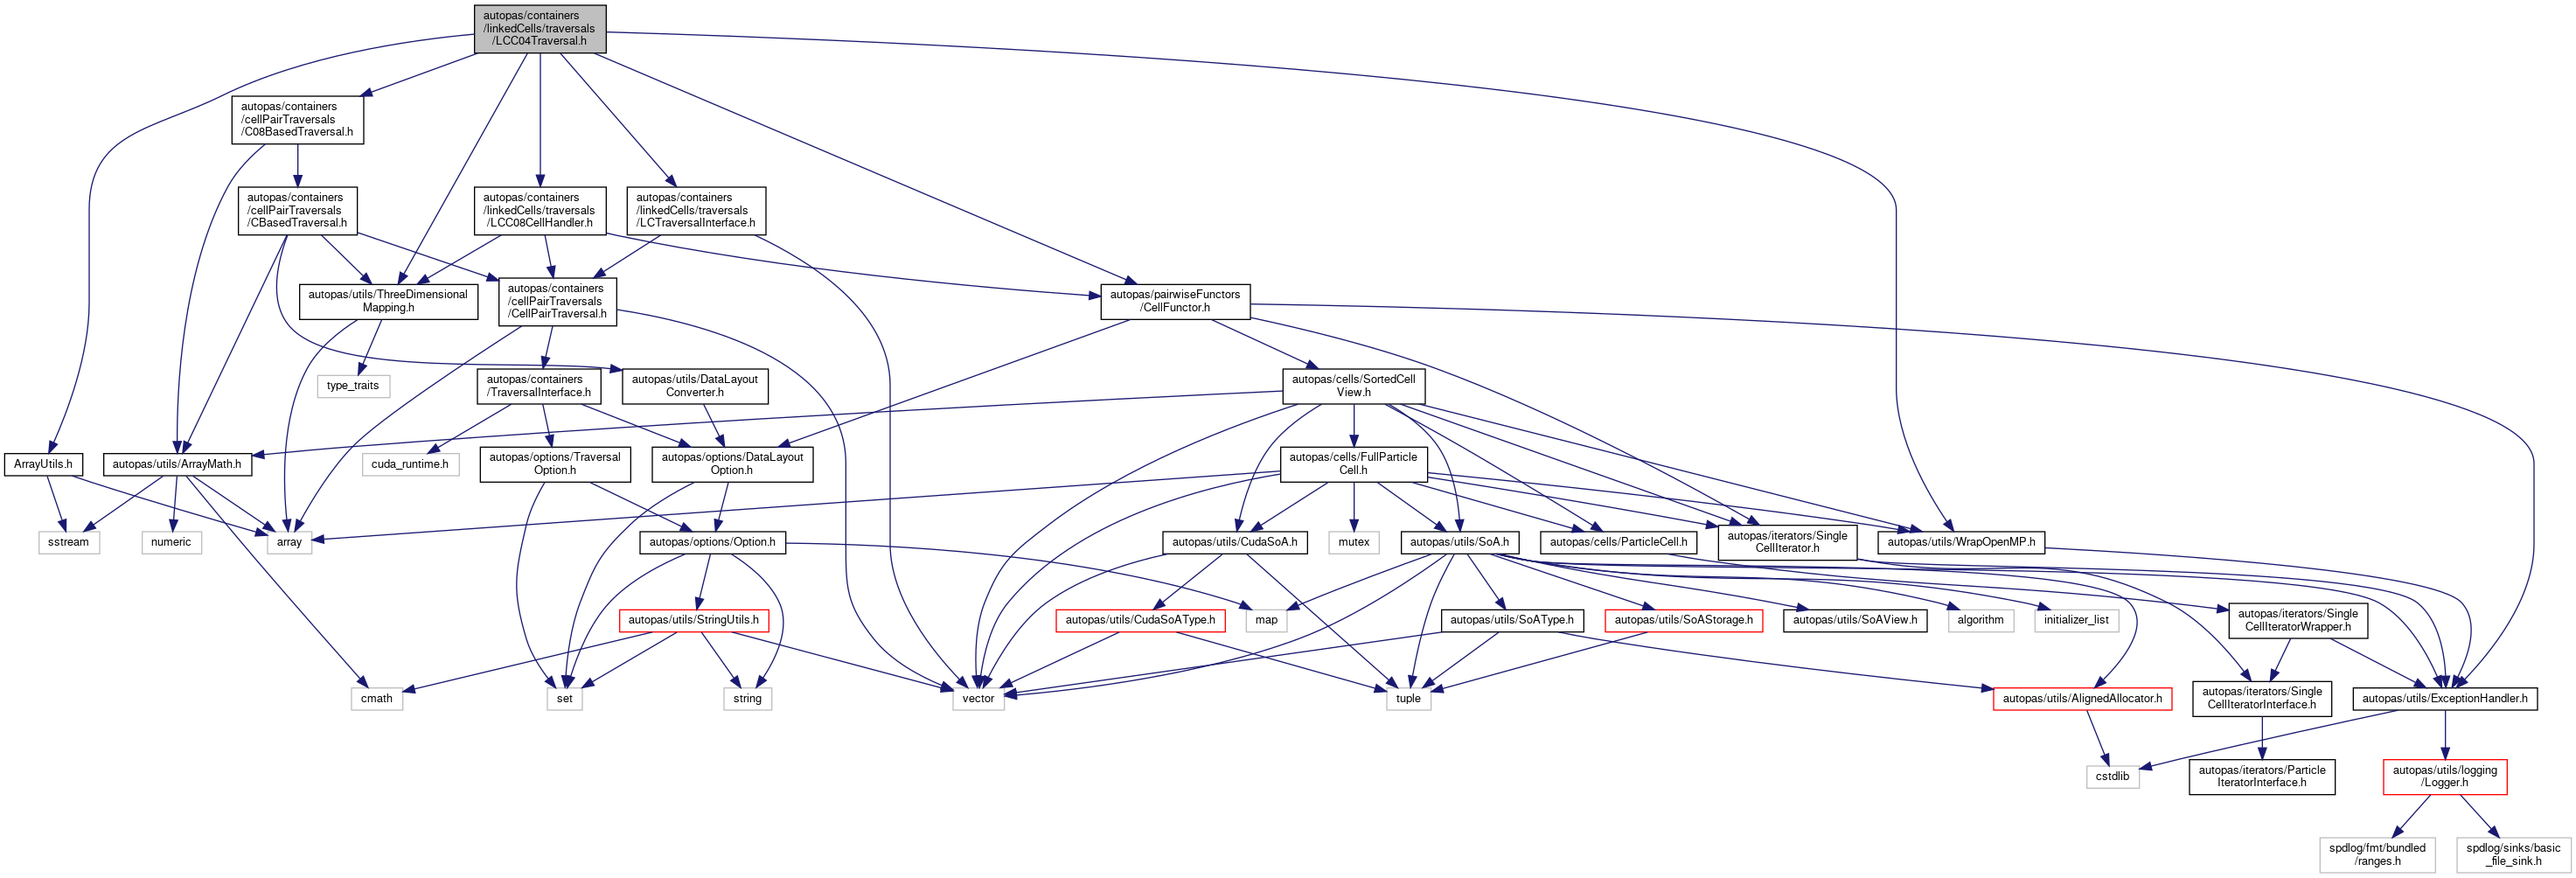 autopas/containers
/linkedCells/traversals
/LCC04Traversal.h
autopas/containers
/cellPairTraversals
/C08BasedTraversal.h
autopas/containers
/cellPairTraversals
/CBasedTraversal.h
autopas/containers
/linkedCells/traversals
/LCC08CellHandler.h
autopas/containers
/linkedCells/traversals
/LCTraversalInterface.h
autopas/utils/ThreeDimensional
Mapping.h
autopas/containers
/cellPairTraversals
/CellPairTraversal.h
autopas/pairwiseFunctors
/CellFunctor.h
type_traits
autopas/containers
/TraversalInterface.h
autopas/utils/DataLayout
Converter.h
autopas/cells/SortedCell
View.h
ArrayUtils.h
autopas/utils/ArrayMath.h
cuda_runtime.h
autopas/options/Traversal
Option.h
autopas/options/DataLayout
Option.h
autopas/cells/FullParticle
Cell.h
sstream
numeric
array
autopas/options/Option.h
autopas/utils/CudaSoA.h
mutex
autopas/utils/SoA.h
autopas/cells/ParticleCell.h
autopas/iterators/Single
CellIterator.h
autopas/utils/WrapOpenMP.h
autopas/utils/StringUtils.h
map
autopas/utils/CudaSoAType.h
autopas/utils/SoAType.h
autopas/utils/SoAStorage.h
autopas/utils/SoAView.h
algorithm
initializer_list
autopas/iterators/Single
CellIteratorWrapper.h
cmath
set
string
vector
tuple
autopas/utils/AlignedAllocator.h
autopas/iterators/Single
CellIteratorInterface.h
autopas/utils/ExceptionHandler.h
cstdlib
autopas/iterators/Particle
IteratorInterface.h
autopas/utils/logging
/Logger.h
spdlog/fmt/bundled
/ranges.h
spdlog/sinks/basic
_file_sink.h